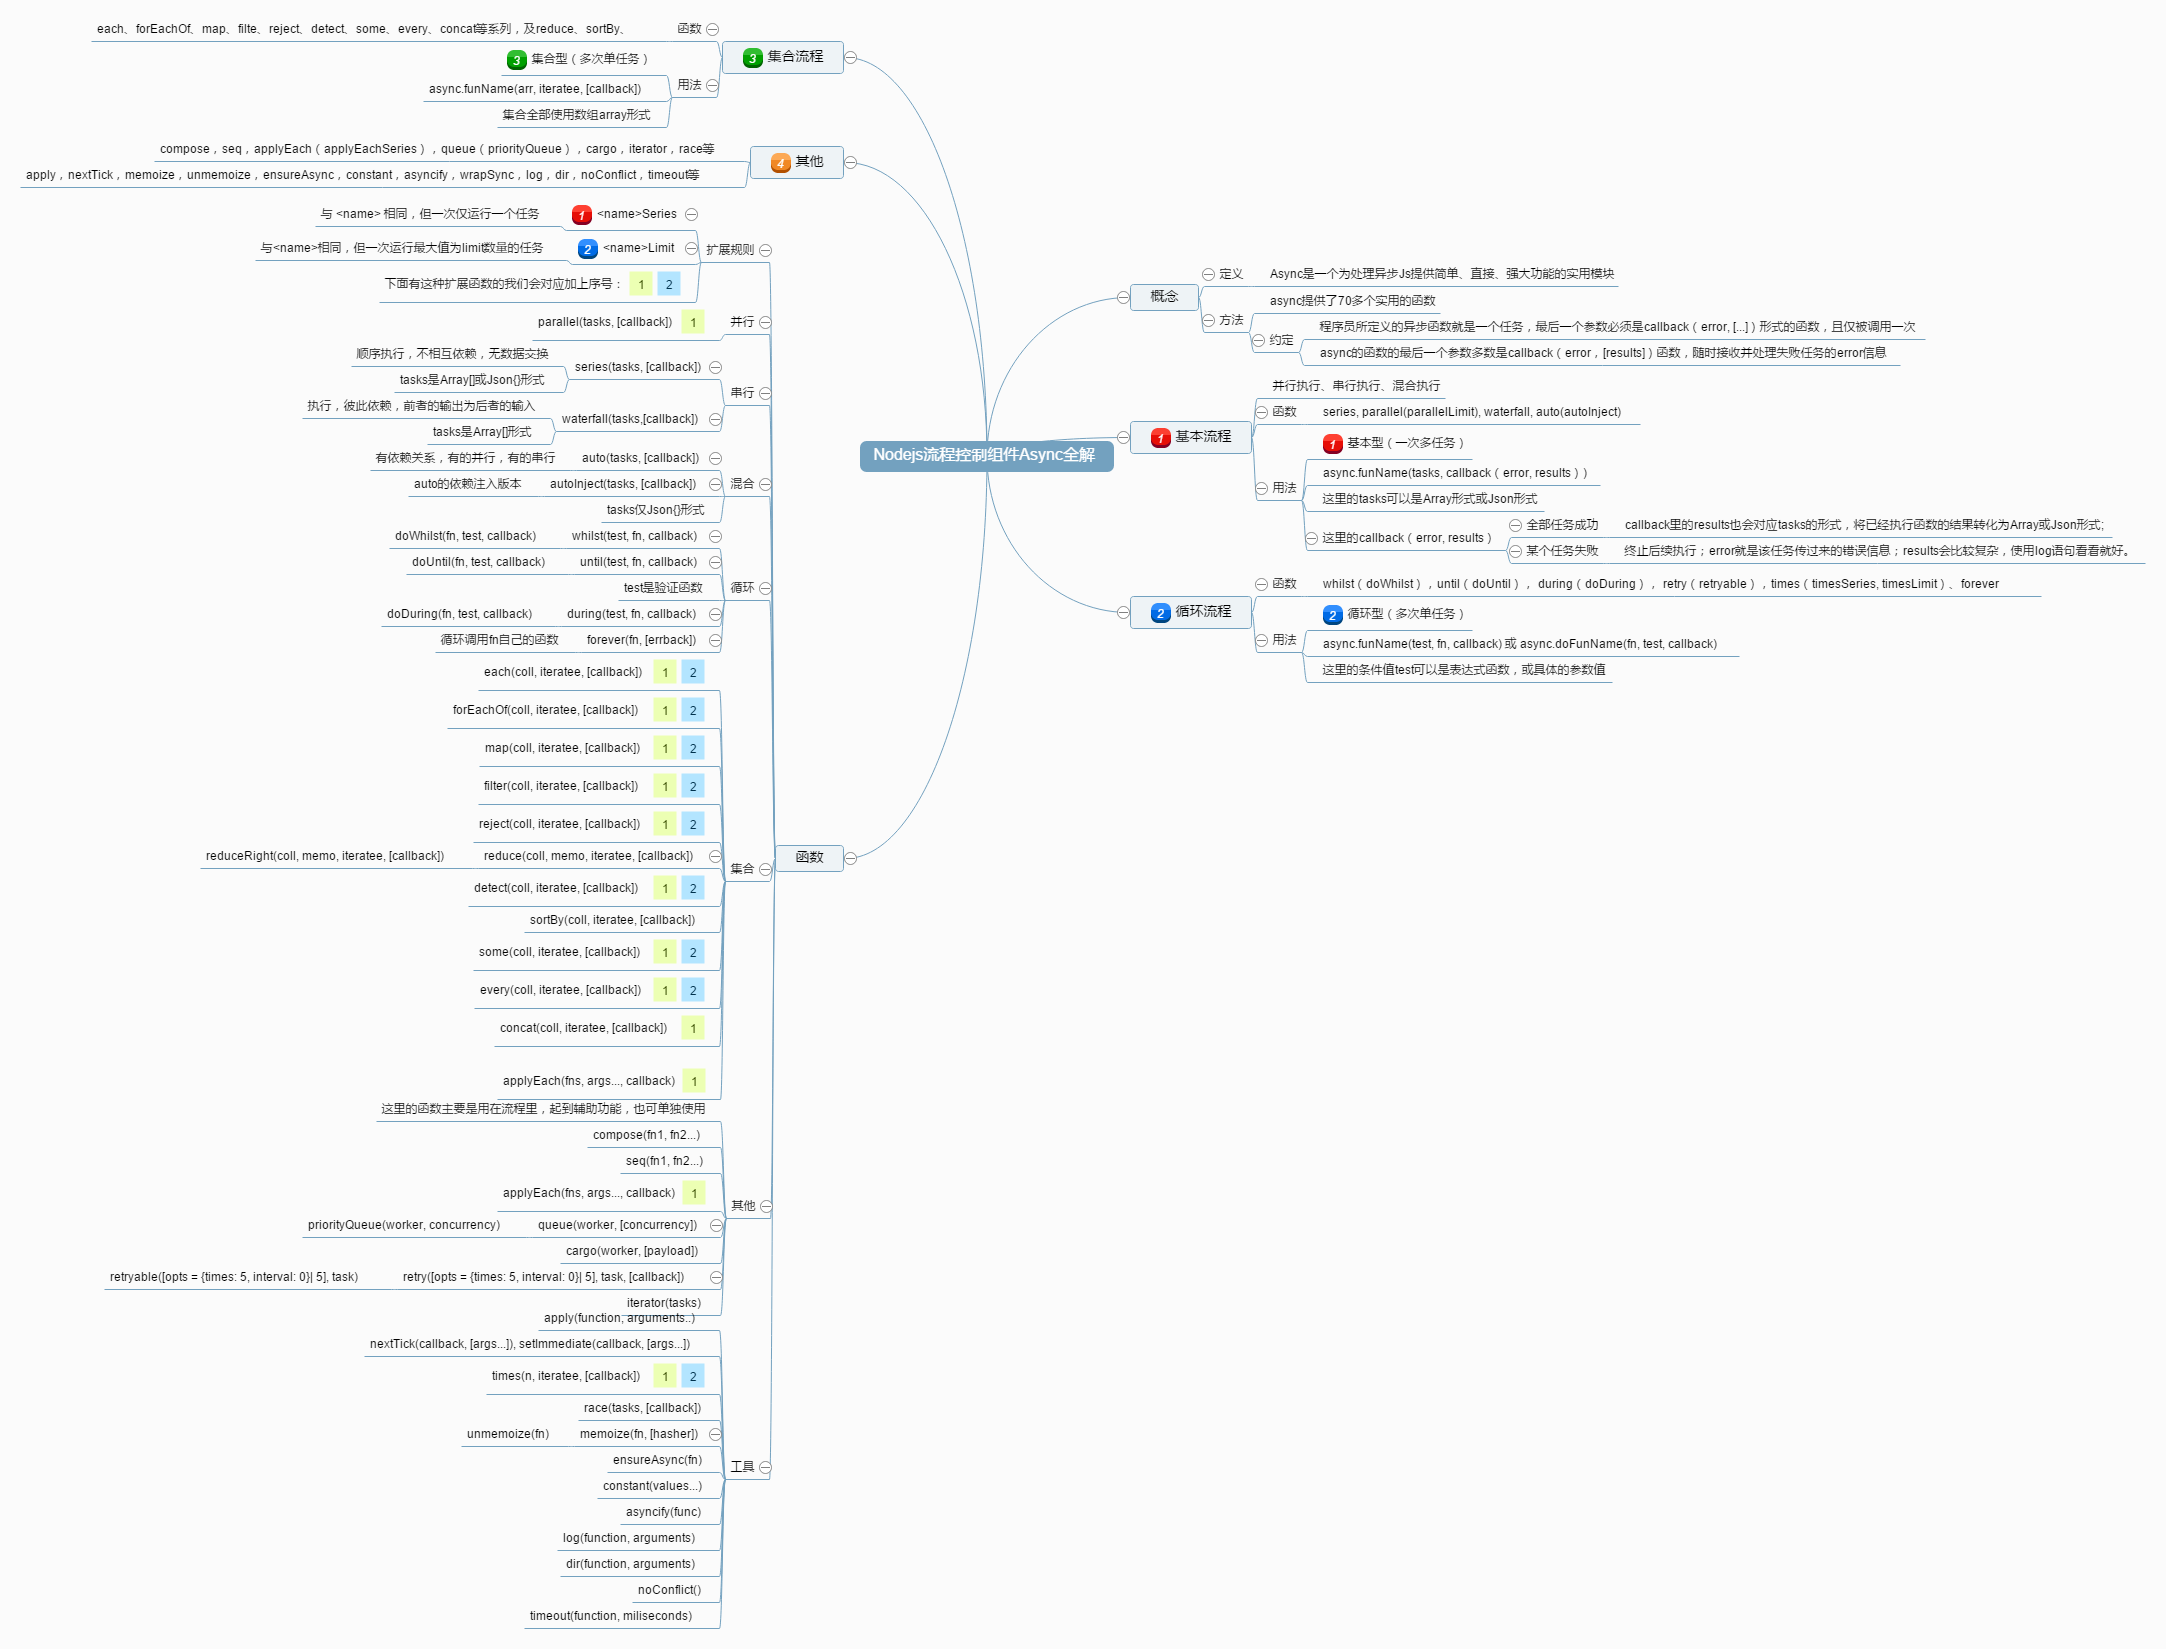 Nodejs流程控制组件Async全解
概念
定义
Async是一个为处理异步Js提供简单、直接、强大功能的实用模块
方法
async提供了70多个实用的函数
约定
程序员所定义的异步函数就是一个任务，最后一个参数必须是callback（error, [...]）形式的函数，且仅被调用一次
async的函数的最后一个参数多数是callback（error，[results]）函数，随时接收并处理失败任务的error信息
1 基本流程
并行执行、串行执行、混合执行
函数
series, parallel(parallelLimit), waterfall, auto(autoInject)
用法
1 基本型（一次多任务）
async.funName(tasks, callback（error, results））
这里的tasks可以是Array形式或Json形式
这里的callback（error, results）
全部任务成功
callback里的results也会对应tasks的形式，将已经执行函数的结果转化为Array或Json形式;
某个任务失败
终止后续执行；error就是该任务传过来的错误信息；results会比较复杂，使用log语句看看就好。
2 循环流程
函数
whilst（doWhilst），until（doUntil）， during（doDuring）， retry（retryable），times（timesSeries, timesLimit）、forever
用法
2 循环型（多次单任务）
async.funName(test, fn, callback) 或 async.doFunName(fn, test, callback)
这里的条件值test可以是表达式函数，或具体的参数值
3 集合流程
函数
each、forEachOf、map、filte、reject、detect、some、every、concat等系列，及reduce、sortBy、
用法
3 集合型（多次单任务）
async.funName(arr, iteratee, [callback])
集合全部使用数组array形式
4 其他
compose，seq，applyEach（applyEachSeries），queue（priorityQueue），cargo，iterator，race等
apply，nextTick，memoize，unmemoize，ensureAsync，constant，asyncify，wrapSync，log，dir，noConflict，timeout等
函数
扩展规则
1 <name>Series
与 <name> 相同，但一次仅运行一个任务
2 <name>Limit
与<name>相同，但一次运行最大值为limit数量的任务
下面有这种扩展函数的我们会对应加上序号： 1 2
并行
parallel(tasks, [callback]) 1
串行
series(tasks, [callback])
顺序执行，不相互依赖，无数据交换
tasks是Array[]或Json{}形式
waterfall(tasks,[callback])
执行，彼此依赖，前者的输出为后者的输入
tasks是Array[]形式
混合
auto(tasks, [callback])
有依赖关系，有的并行，有的串行
autoInject(tasks, [callback])
auto的依赖注入版本
tasks仅Json{}形式
循环
whilst(test, fn, callback)
doWhilst(fn, test, callback)
until(test, fn, callback)
doUntil(fn, test, callback)
test是验证函数
during(test, fn, callback)
doDuring(fn, test, callback)
forever(fn, [errback])
循环调用fn自己的函数
集合
each(coll, iteratee, [callback]) 1 2
forEachOf(coll, iteratee, [callback]) 1 2
map(coll, iteratee, [callback]) 1 2
filter(coll, iteratee, [callback]) 1 2
reject(coll, iteratee, [callback]) 1 2
reduce(coll, memo, iteratee, [callback])
reduceRight(coll, memo, iteratee, [callback])
detect(coll, iteratee, [callback]) 1 2
sortBy(coll, iteratee, [callback])
some(coll, iteratee, [callback]) 1 2
every(coll, iteratee, [callback]) 1 2
concat(coll, iteratee, [callback]) 1
applyEach(fns, args..., callback) 1
其他
这里的函数主要是用在流程里，起到辅助功能，也可单独使用
compose(fn1, fn2...)
seq(fn1, fn2...)
applyEach(fns, args..., callback) 1
queue(worker, [concurrency])
priorityQueue(worker, concurrency)
cargo(worker, [payload])
retry([opts = {times: 5, interval: 0}| 5], task, [callback])
retryable([opts = {times: 5, interval: 0}| 5], task)
iterator(tasks)
工具
apply(function, arguments..)
nextTick(callback, [args...]), setImmediate(callback, [args...])
times(n, iteratee, [callback]) 1 2
race(tasks, [callback])
memoize(fn, [hasher])
unmemoize(fn)
ensureAsync(fn)
constant(values...)
asyncify(func)
log(function, arguments)
dir(function, arguments)
noConflict()
timeout(function, miliseconds)